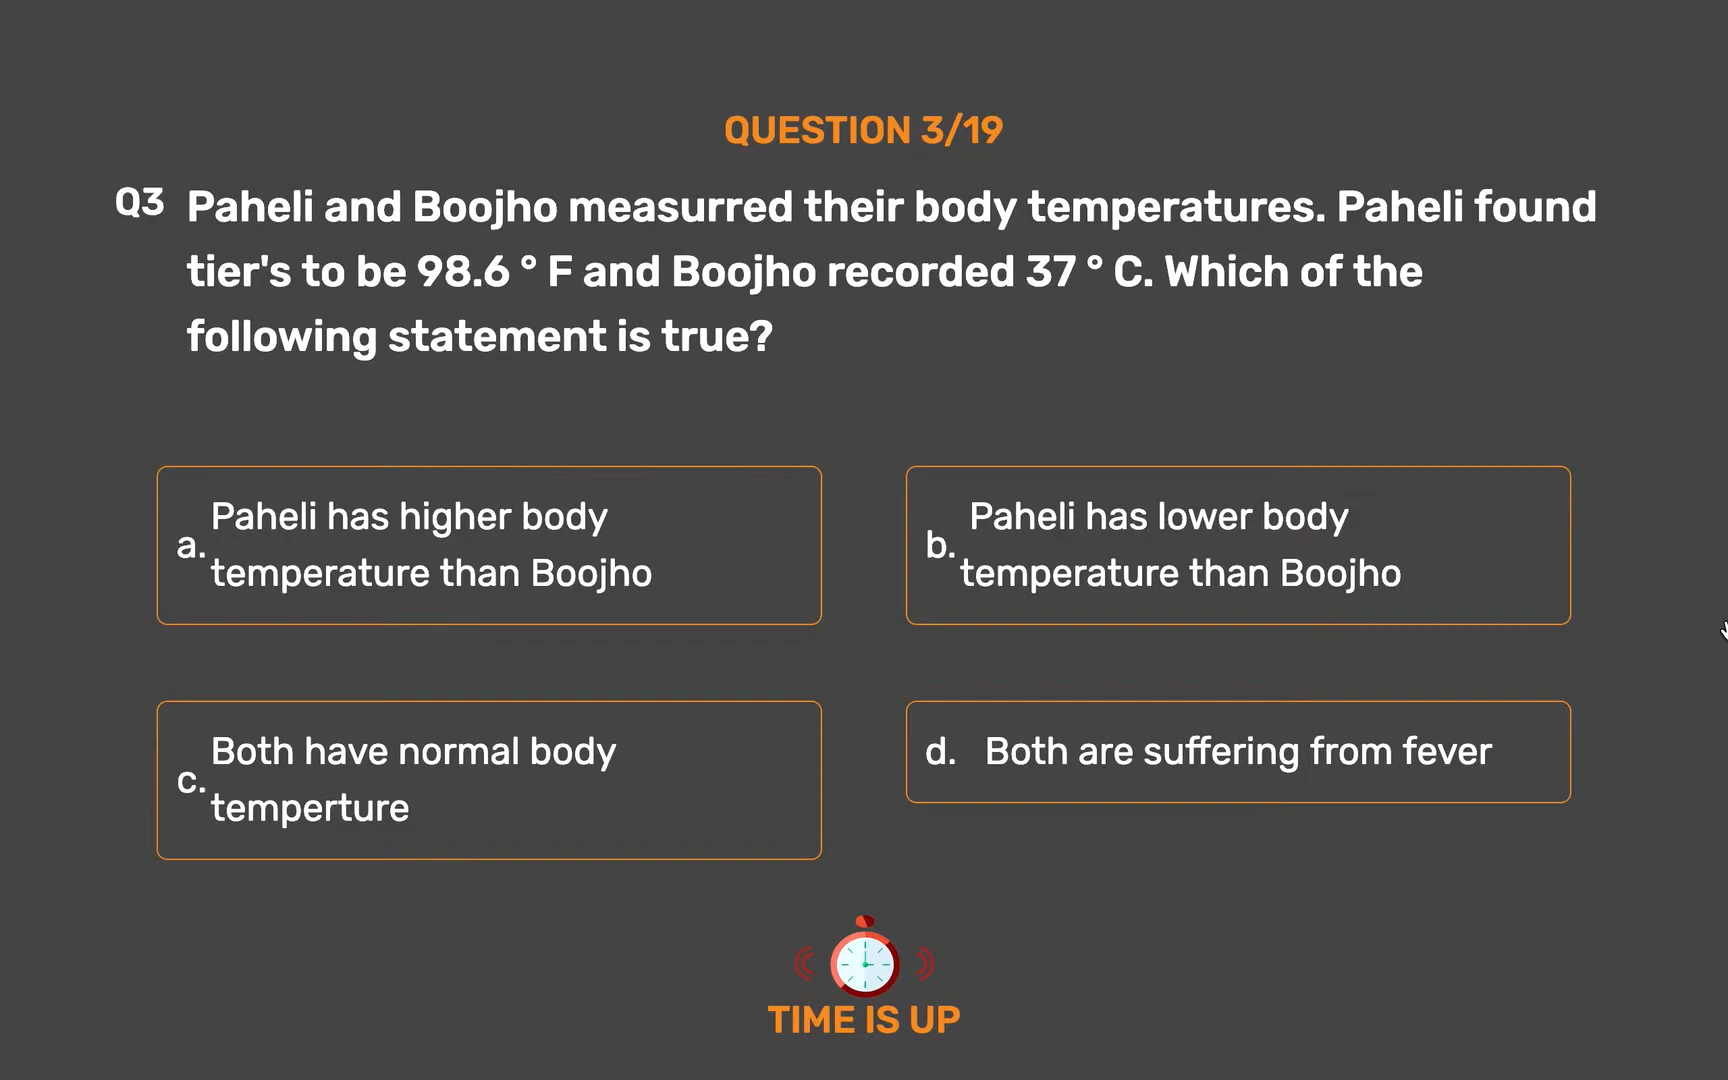 QUESTION 3/19
Q3 Paheli and Boojho measurred their body temperatures. Paheli found
tier's to be 98.6 ° F and Boojho recorded 37 ° C. Which of the
following statement is true?
a. Paheli has higher body
temperature than Boojho
b. Paheli has lower body
temperature than Boojho
c. Both have normal body
temperture
d. Both are suffering from fever
TIME IS UP